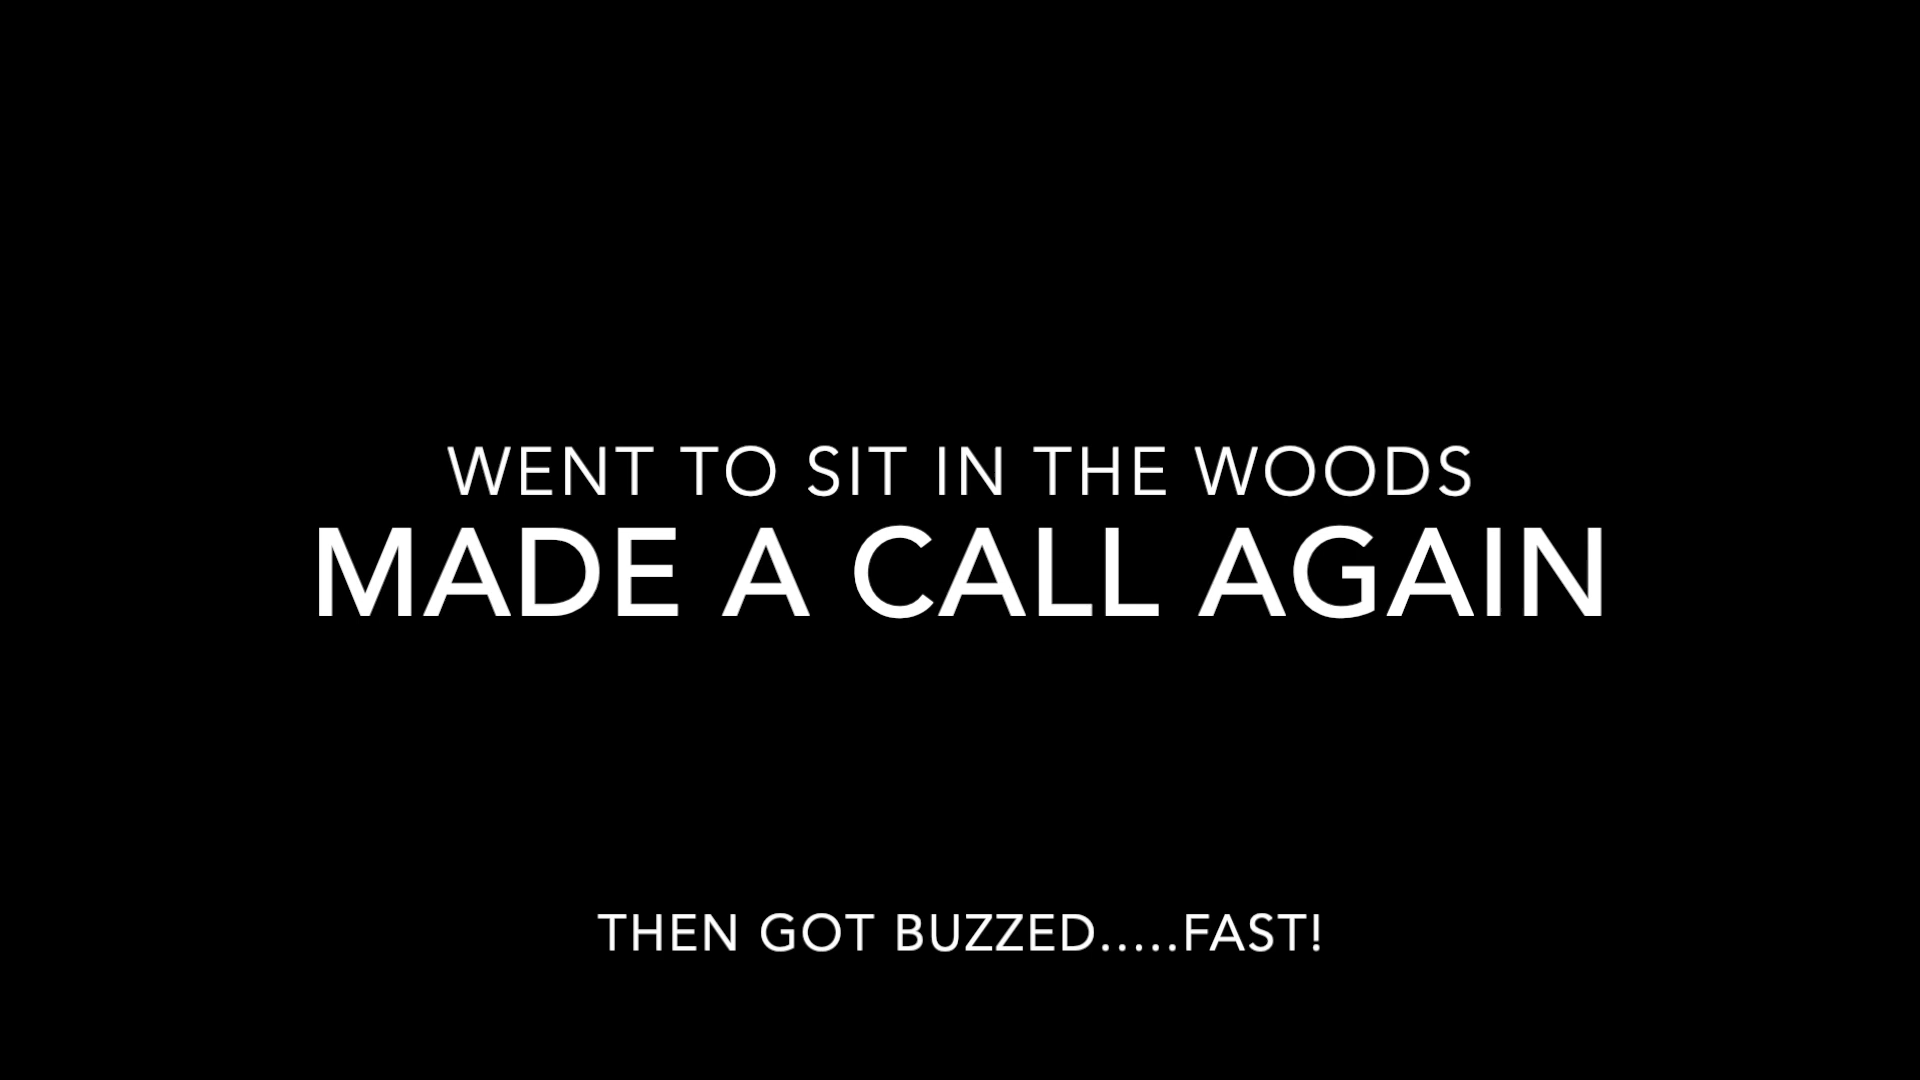 WENT TO SIT IN THE WOODS
MADE A CALL AGAIN
THEN GOT BUZZED.....FAST!